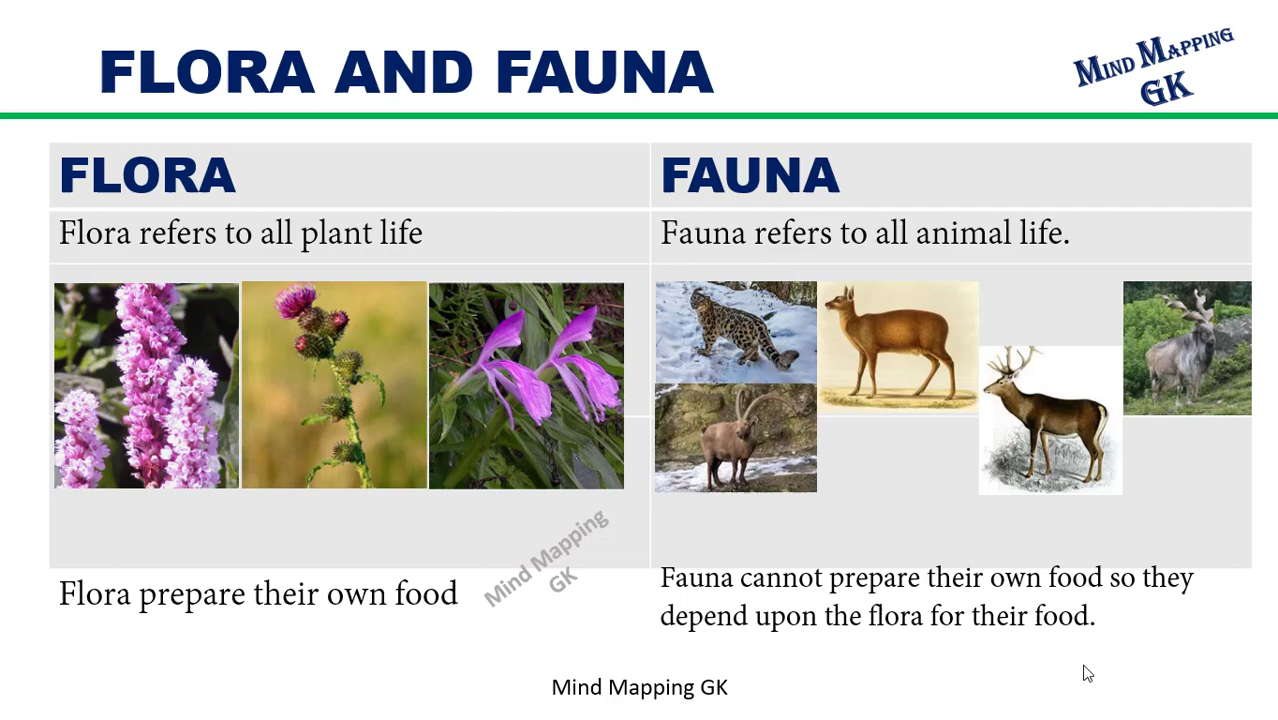 FLORA AND FAUNA
Mind Mapping
GK
FLORA
FAUNA
Flora refers to all plant life
Fauna refers to all animal life.
Mind Mapping
GK
Flora prepare their own food
Fauna cannot prepare their own food so they
depend upon the flora for their food.
Mind Mapping GK